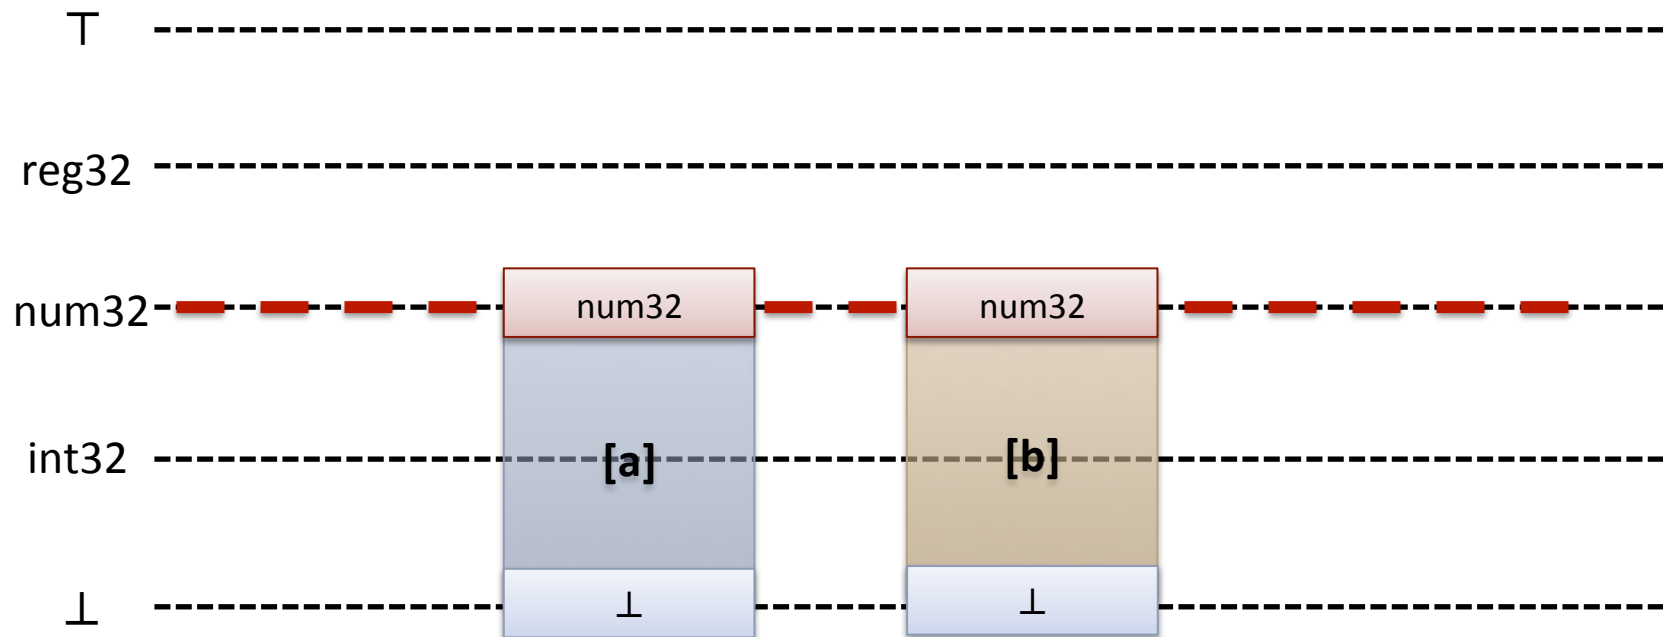 ⊤
reg32
num32 num32 num32
int32 [a] [b]
⊥ ⊥ ⊥